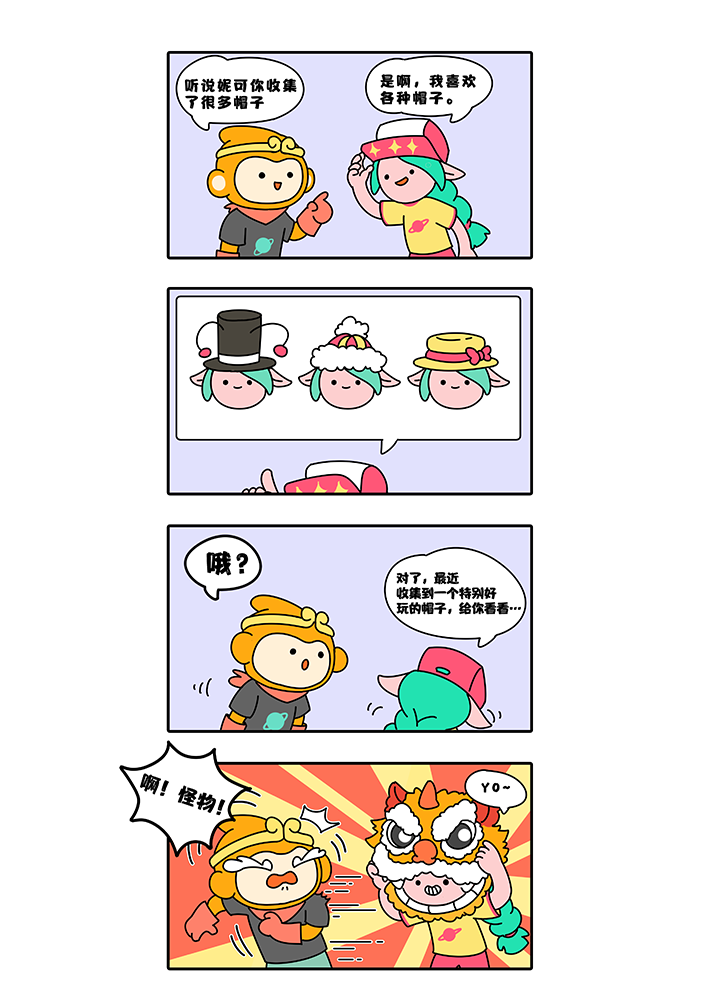 听说妮可你收集
了很多帽子
是啊，我喜欢
各种帽子。
哦？
对了，最近
收集到一个特别好
玩的帽子，给你看看…
啊！怪物！
YO~